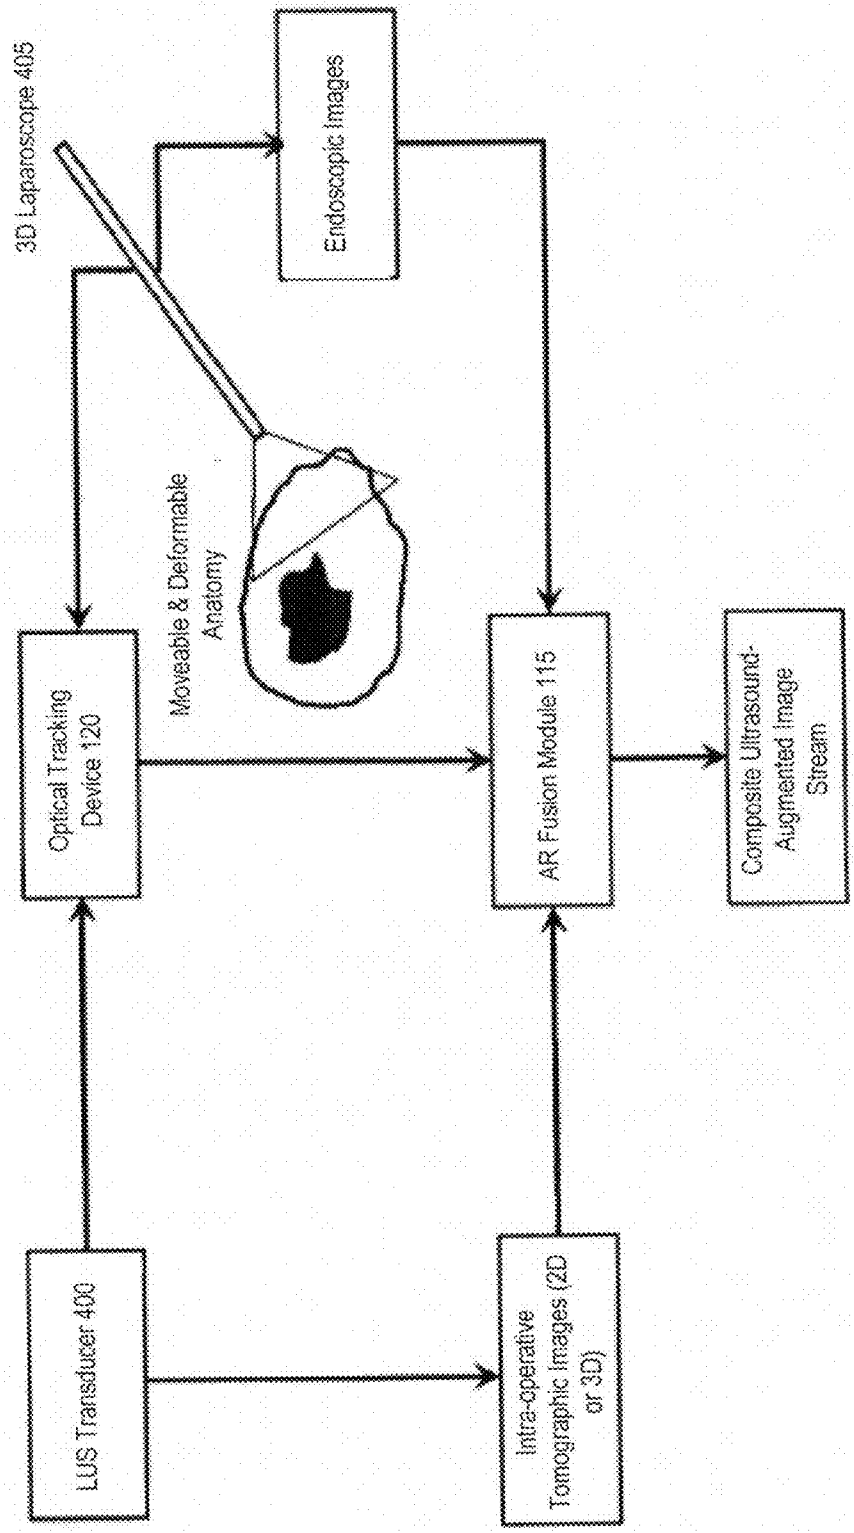 LUS Transducer 400
Optical Tracking
Device 120
3D Laparoscope 405
Moveable & Deformable
Anatomy
Endoscopic Images
Intra-operative
Tomographic Images (2D
or 3D)
AR Fusion Module 115
Composite Ultrasound-
Augmented Image
Stream